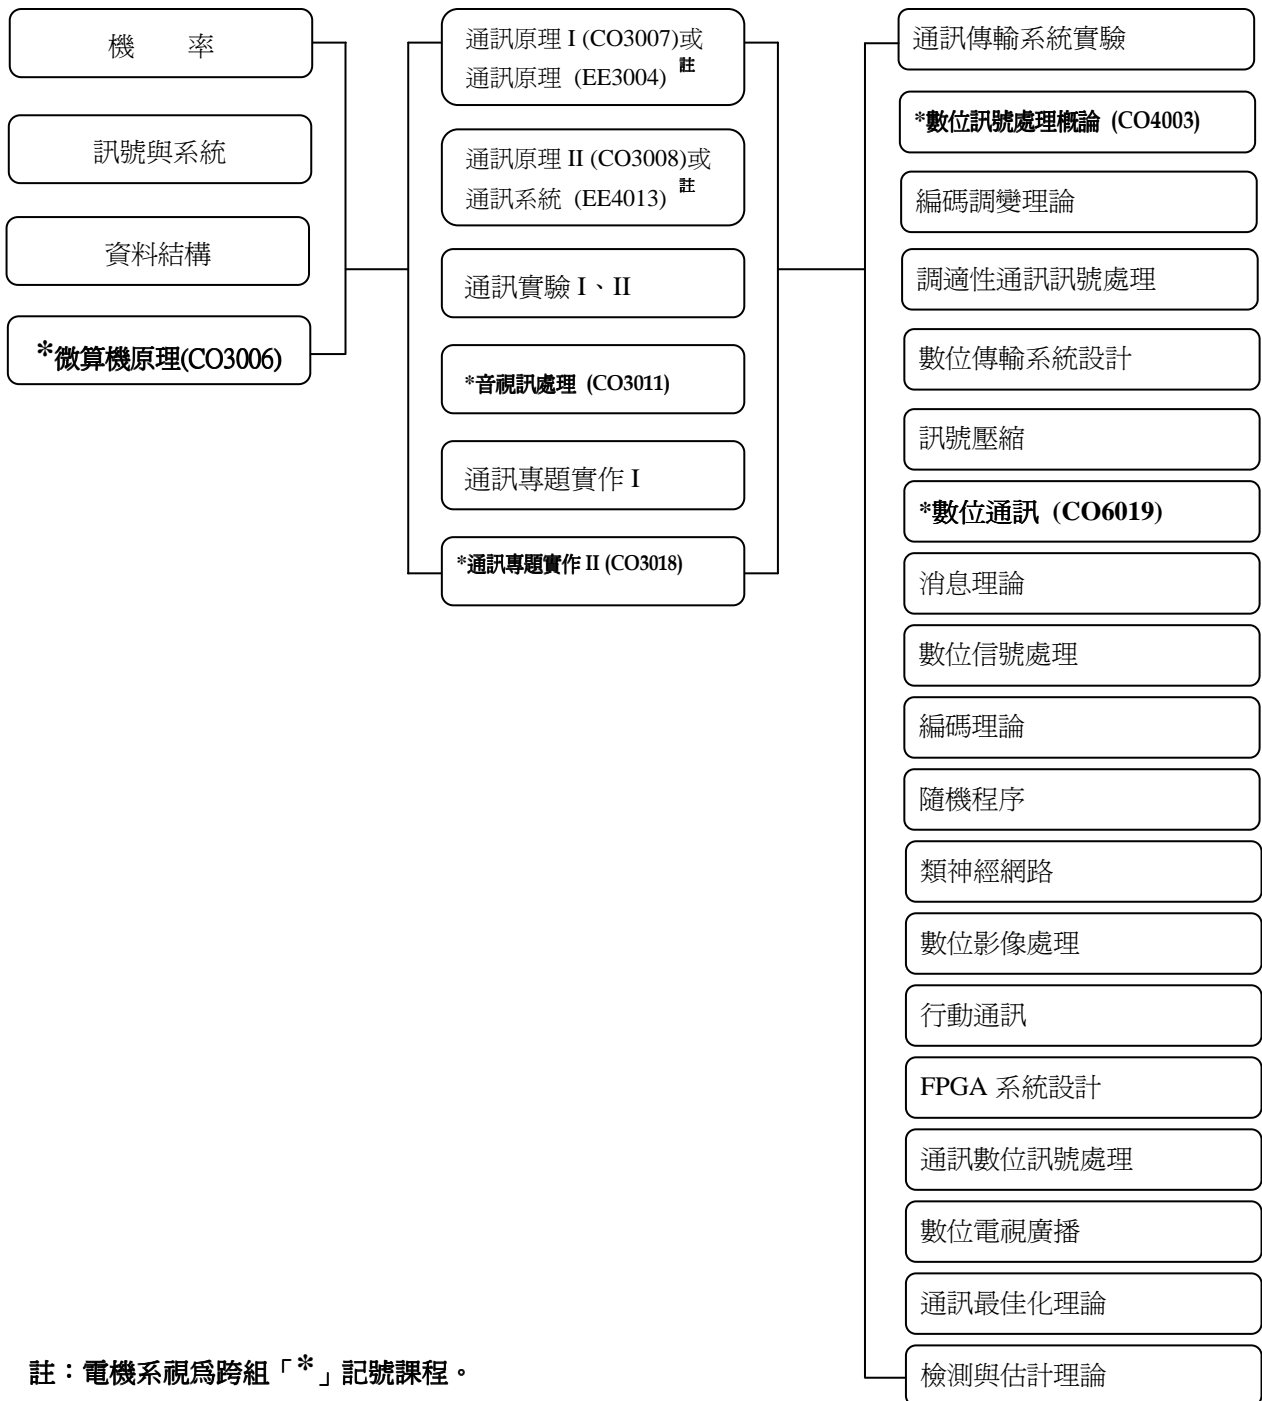 機 率
訊號與系統
資料結構
*微算機原理(CO3006)
通訊原理 I (CO3007)或
通訊原理 (EE3004) 註
通訊原理 II (CO3008)或
通訊系統 (EE4013) 註
通訊實驗 I、II
*音視訊處理 (CO3011)
通訊專題實作 I
*通訊專題實作 II (CO3018)
通訊傳輸系統實驗
*數位訊號處理概論 (CO4003)
編碼調變理論
調適性通訊訊號處理
數位傳輸系統設計
訊號壓縮
*數位通訊 (CO6019)
消息理論
數位信號處理
編碼理論
隨機程序
類神經網路
數位影像處理
行動通訊
FPGA 系統設計
通訊數位訊號處理
數位電視廣播
通訊最佳化理論
檢測與估計理論
註：電機系視為跨組「*」記號課程。